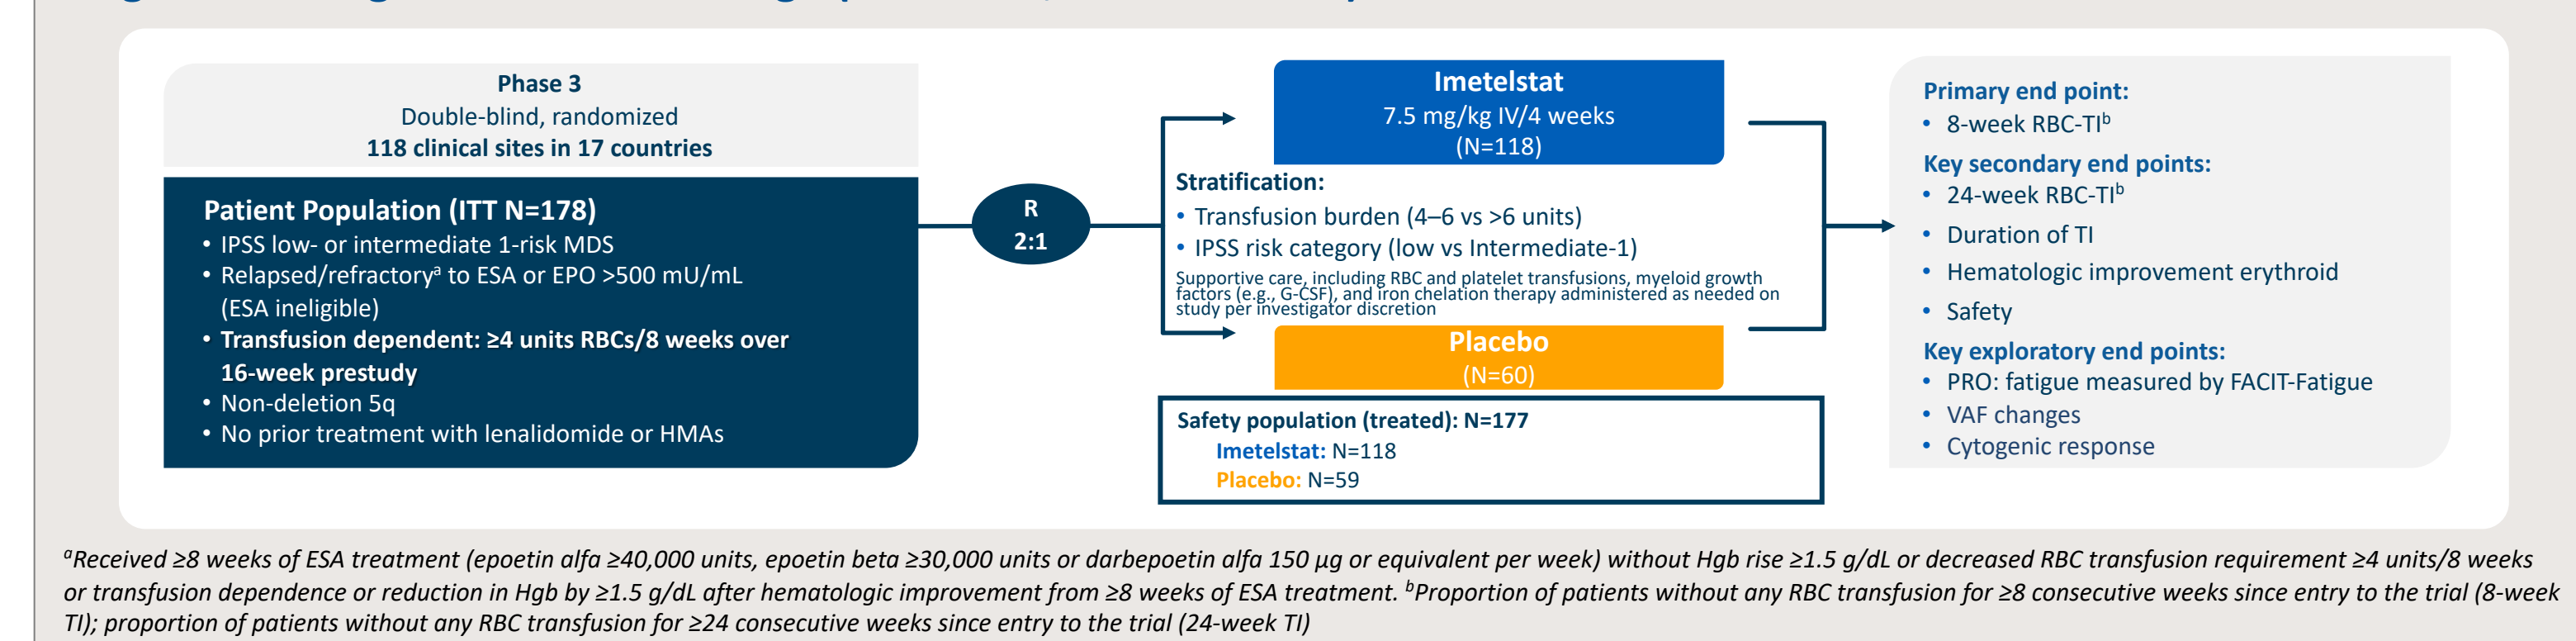 Phase 3
Double-blind, randomized
118 clinical sites in 17 countries
Patient Population (ITT N=178)
• IPSS low- or intermediate 1-risk MDS
• Relapsed/refractoryᵃ to ESA or EPO >500 mU/mL
(ESA ineligible)
• Transfusion dependent: ≥4 units RBCs/8 weeks over
16-week prestudy
• Non-deletion 5q
• No prior treatment with lenalidomide or HMAs
R
2:1
Imetelstat
7.5 mg/kg IV/4 weeks
(N=118)
Stratification:
• Transfusion burden (4–6 vs >6 units)
• IPSS risk category (low vs Intermediate-1)
Supportive care, including RBC and platelet transfusions, myeloid growth
factors (e.g., G-CSF), and iron chelation therapy administered as needed on
study per investigator discretion
Placebo
(N=60)
Safety population (treated): N=177
Imetelstat: N=118
Placebo: N=59
Primary end point:
• 8-week RBC-TIᵇ
Key secondary end points:
• 24-week RBC-TIᵇ
• Duration of TI
• Hematologic improvement erythroid
• Safety
Key exploratory end points:
• PRO: fatigue measured by FACIT-Fatigue
• VAF changes
• Cytogenic response
ᵃReceived ≥8 weeks of ESA treatment (epoetin alfa ≥40,000 units, epoetin beta ≥30,000 units or darbepoetin alfa 150 μg or equivalent per week) without Hgb rise ≥1.5 g/dL or decreased RBC transfusion requirement ≥4 units/8 weeks
or transfusion dependence or reduction in Hgb by ≥1.5 g/dL after hematologic improvement from ≥8 weeks of ESA treatment. ᵇProportion of patients without any RBC transfusion for ≥8 consecutive weeks since entry to the trial (8-week
TI); proportion of patients without any RBC transfusion for ≥24 consecutive weeks since entry to the trial (24-week TI)